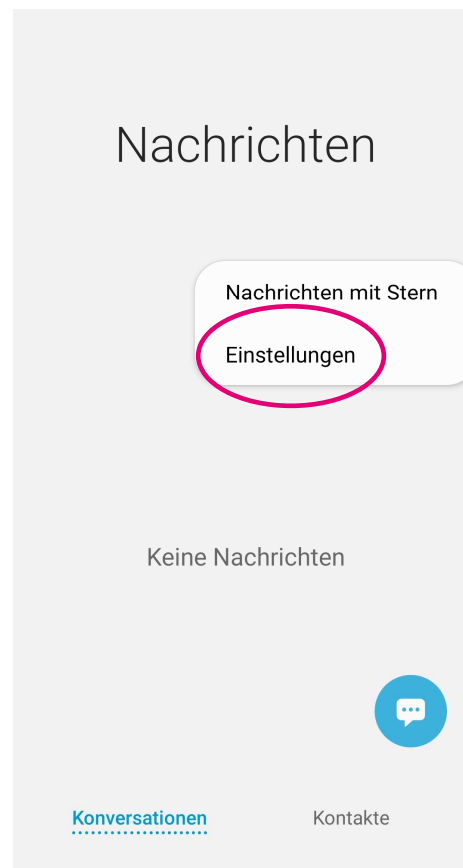 Nachrichten
Nachrichten mit Stern
Einstellungen
Keine Nachrichten
Konversationen
Kontakte